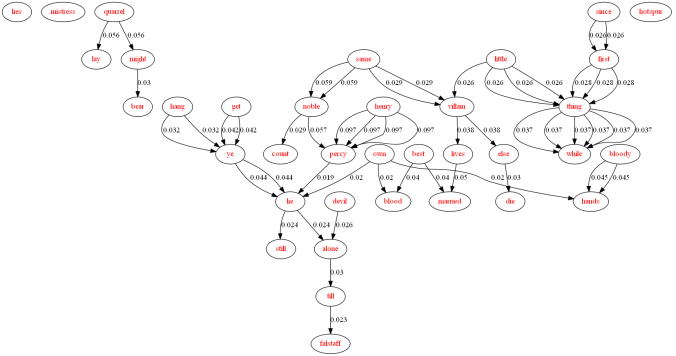 lies mistress quarrel since hotspur
0.056 0.056 0.026 0.026
lay might same little first
0.03 0.059 0.059 0.029 0.029 0.026 0.026 0.026 0.026 0.028 0.028 0.028
bear hang get noble henry villain thing
0.032 0.032 0.042 0.042 0.029 0.057 0.097 0.097 0.097 0.097 0.038 0.038 0.037 0.037 0.037 0.037 0.037
ye count percy own best lives else while bloody
0.044 0.044 0.019 0.02 0.02 0.04 0.04 0.05 0.03 0.02 0.045 0.045
lie devil blood married die hands
0.024 0.024 0.026
still alone
0.03
till
0.023
falstaff